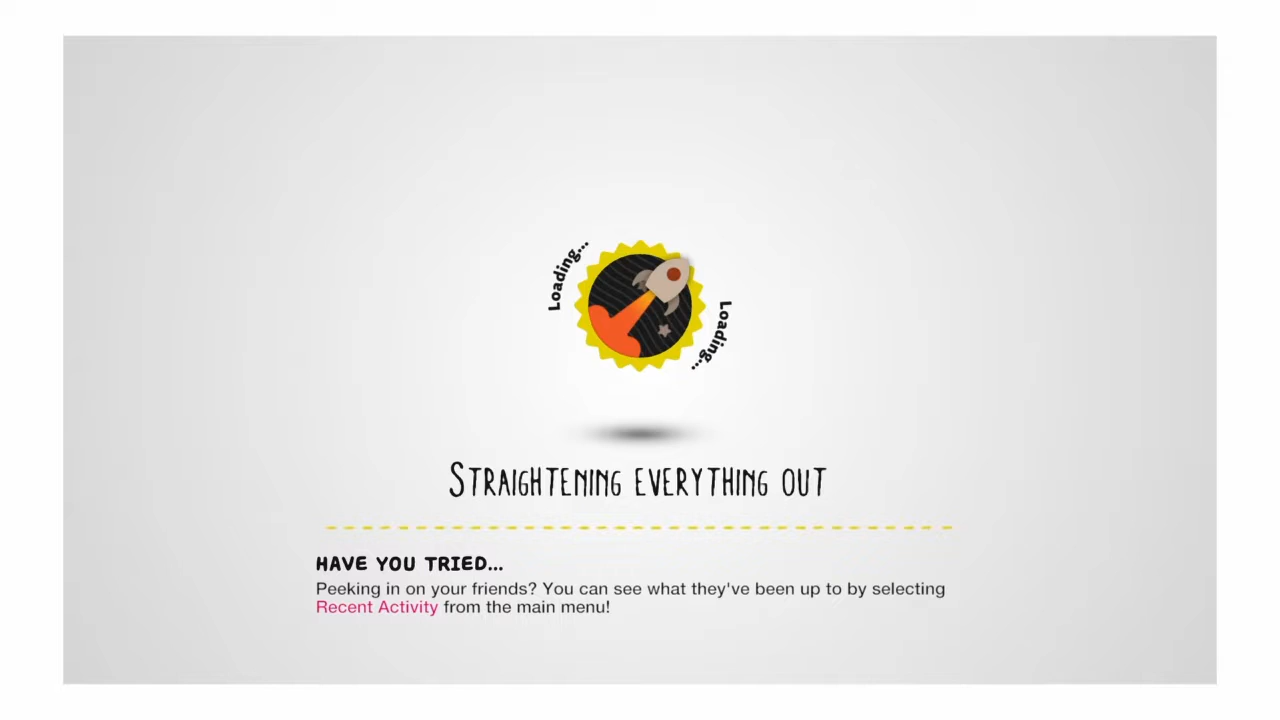 Loading...
Loading...
STRAIGHTENING EVERYTHING OUT
HAVE YOU TRIED...
Peeking in on your friends? You can see what they've been up to by selecting
Recent Activity from the main menu!